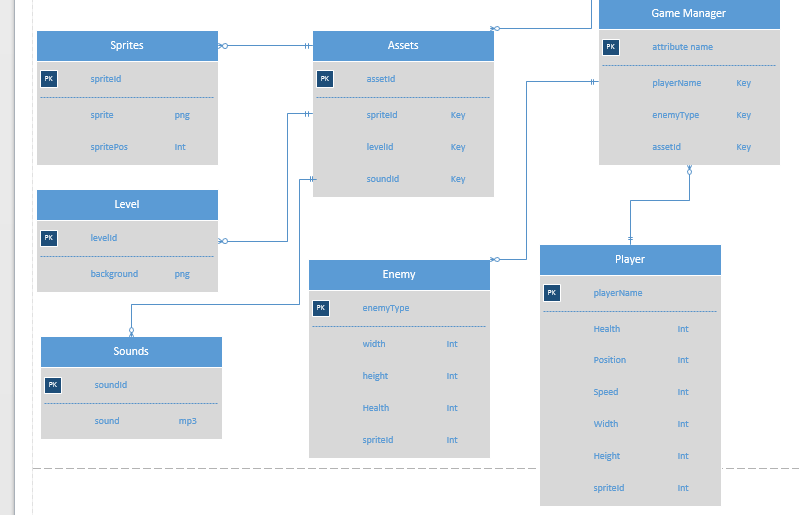 Game Manager
PK attribute name
playerName Key
enemyType Key
assetId Key
Sprites
PK spriteId
sprite png
spritePos Int
Assets
PK assetId
spriteId Key
levelId Key
soundId Key
Level
PK levelId
background png
Enemy
PK enemyType
width Int
height Int
Health Int
spriteId Int
Player
PK playerName
Health Int
Position Int
Speed Int
Width Int
Height Int
spriteId Int
Sounds
PK soundId
sound mp3